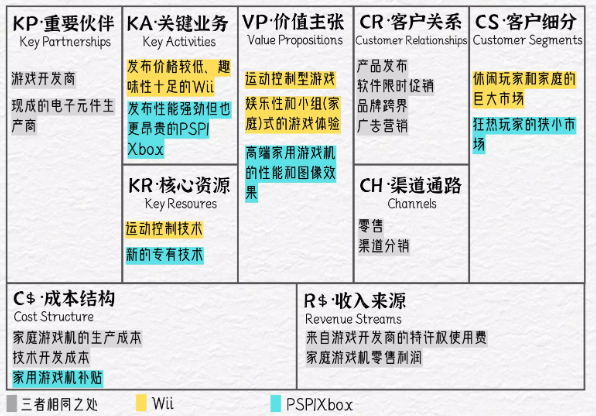 KP·重要伙伴
Key Partnerships
游戏开发商
现成的电子元件生
产商
KA·关键业务
Key Activities
发布价格较低、趣
味性十足的Wii
发布性能强劲但也
更昂贵的PSP/
Xbox
KR·核心资源
Key Resoures
运动控制技术
新的专有技术
VP·价值主张
Value Propositions
运动控制型游戏
娱乐性和小组(家
庭)式的游戏体验
高端家用游戏机
的性能和图像效
果
CR·客户关系
Customer Relationships
产品发布
软件限时促销
品牌跨界
广告营销
CH·渠道通路
Channels
零售
渠道分销
CS·客户细分
Customer Segments
休闲玩家和家庭的
巨大市场
狂热玩家的狭小市
场
C$·成本结构
Cost Structure
家庭游戏机的生产成本
技术开发成本
家用游戏机补贴
R$·收入来源
Revenue Streams
来自游戏开发商的特许权使用费
家庭游戏机零售利润
三者相同之处
Wii
PSP/Xbox